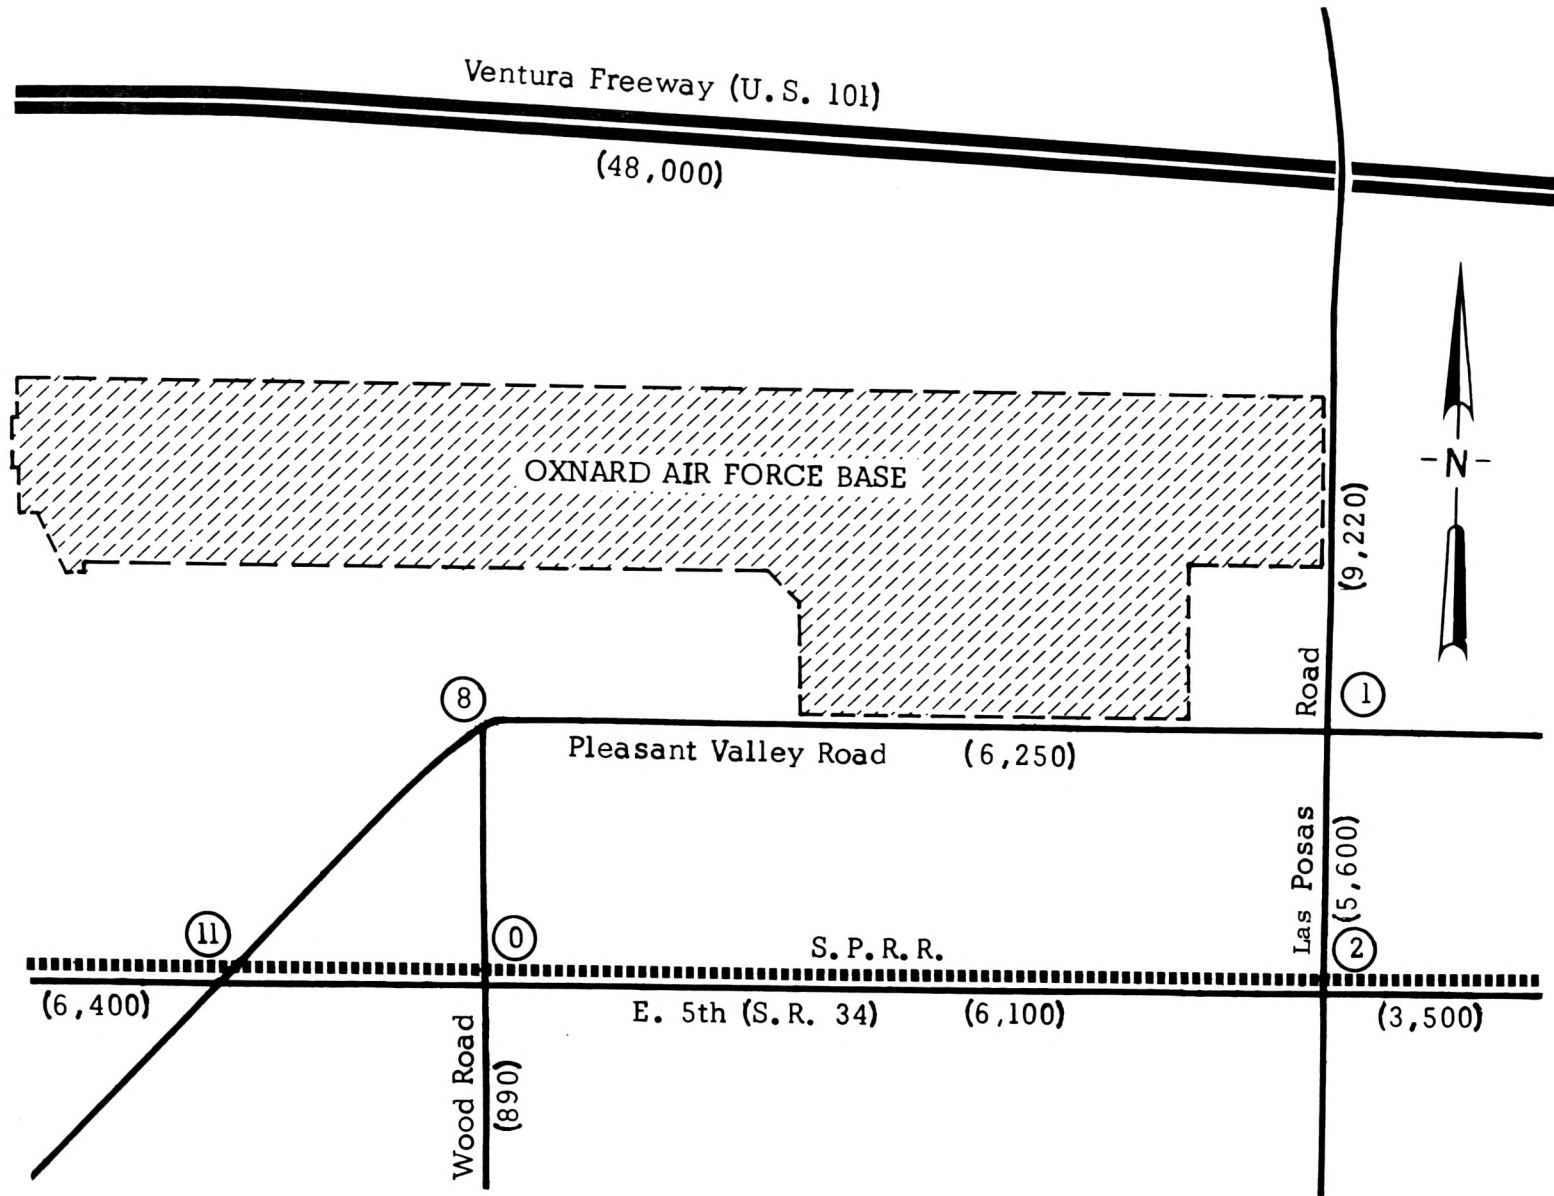 Ventura Freeway (U.S. 101)
(48,000)
OXNARD AIR FORCE BASE
-N-
(9,220)
Road
1
8
Pleasant Valley Road (6,250)
Las Posas
(5,600)
11
0
S.P.R.R.
2
(6,400)
E. 5th (S.R. 34) (6,100)
(3,500)
Wood Road
(890)